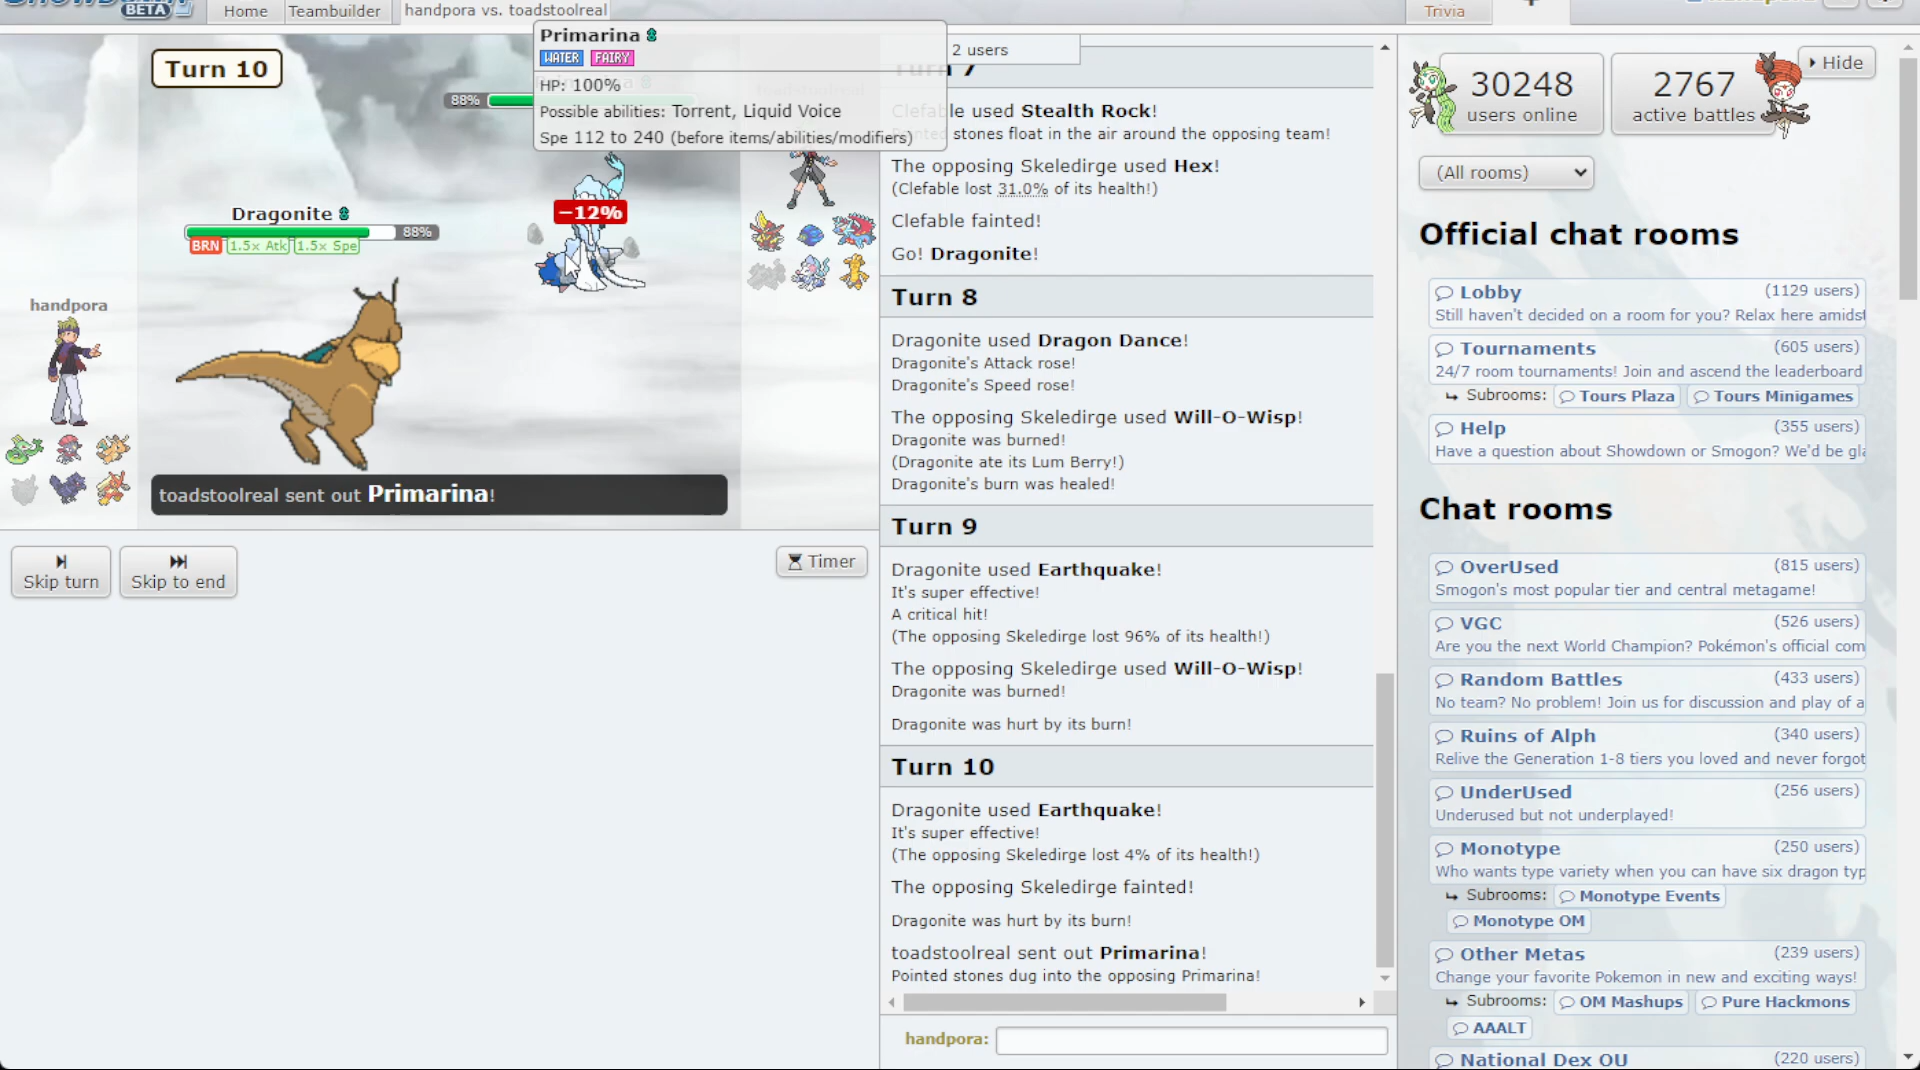 BETA
Home
Teambuilder
handpora vs. toadstoolreal
Trivia
Turn 10
Primarina
WATER FAIRY
HP: 100%
Possible abilities: Torrent, Liquid Voice
Spe 112 to 240 (before items/abilities/modifiers)
88%
−12%
Dragonite
88%
BRN 1.5× Atk 1.5× Spe
handpora
toadstoolreal sent out Primarina!
Skip turn
Skip to end
Timer
2 users
Turn 7
Clefable used Stealth Rock!
Pointed stones float in the air around the opposing team!
The opposing Skeledirge used Hex!
(Clefable lost 31.0% of its health!)
Clefable fainted!
Go! Dragonite!
Turn 8
Dragonite used Dragon Dance!
Dragonite's Attack rose!
Dragonite's Speed rose!
The opposing Skeledirge used Will-O-Wisp!
Dragonite was burned!
(Dragonite ate its Lum Berry!)
Dragonite's burn was healed!
Turn 9
Dragonite used Earthquake!
It's super effective!
A critical hit!
(The opposing Skeledirge lost 96% of its health!)
The opposing Skeledirge used Will-O-Wisp!
Dragonite was burned!
Dragonite was hurt by its burn!
Turn 10
Dragonite used Earthquake!
It's super effective!
(The opposing Skeledirge lost 4% of its health!)
The opposing Skeledirge fainted!
Dragonite was hurt by its burn!
toadstoolreal sent out Primarina!
Pointed stones dug into the opposing Primarina!
handpora:
30248
users online
2767
active battles
Hide
(All rooms)
Official chat rooms
Lobby (1129 users)
Still haven't decided on a room for you? Relax here amidst
Tournaments (605 users)
24/7 room tournaments! Join and ascend the leaderboard
Subrooms: Tours Plaza Tours Minigames
Help (355 users)
Have a question about Showdown or Smogon? We'd be gla
Chat rooms
OverUsed (815 users)
Smogon's most popular tier and central metagame!
VGC (526 users)
Are you the next World Champion? Pokémon's official com
Random Battles (433 users)
No team? No problem! Join us for discussion and play of a
Ruins of Alph (340 users)
Relive the Generation 1-8 tiers you loved and never forgot
UnderUsed (256 users)
Underused but not underplayed!
Monotype (250 users)
Who wants type variety when you can have six dragon typ
Subrooms: Monotype Events
Monotype OM
Other Metas (239 users)
Change your favorite Pokemon in new and exciting ways!
Subrooms: OM Mashups Pure Hackmons
AAALT
National Dex OU (220 users)